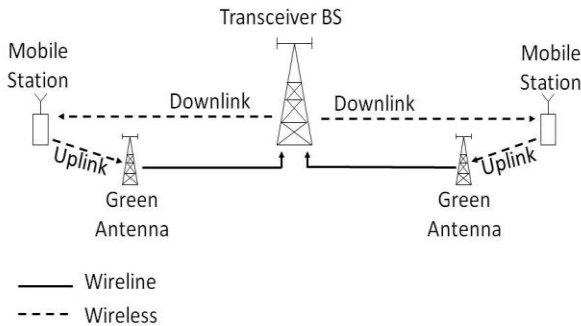 Transceiver BS
Mobile
Station
Mobile
Station
Downlink
Downlink
Uplink
Uplink
Green
Antenna
Green
Antenna
Wireline
Wireless